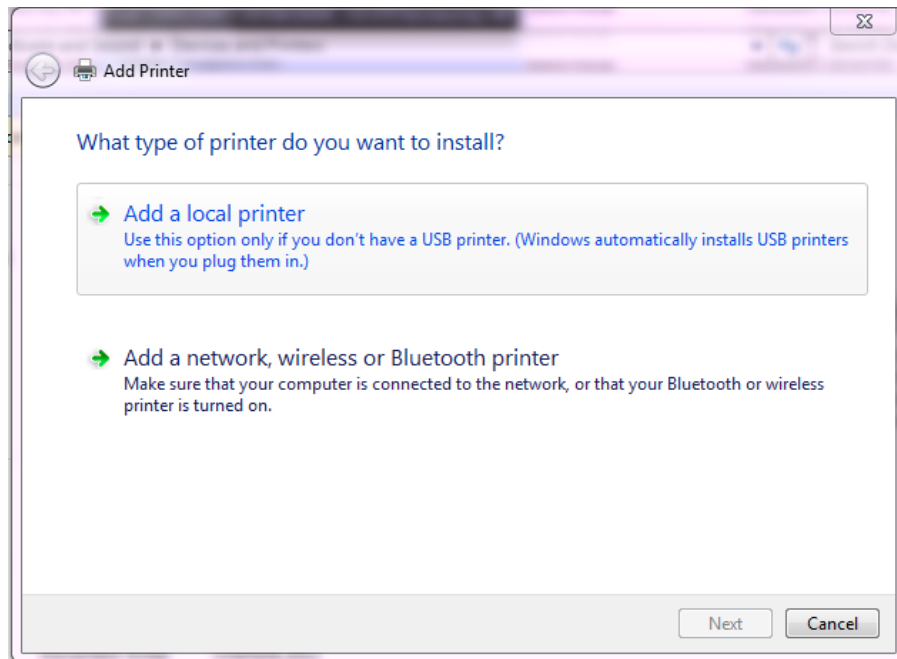 Add Printer
What type of printer do you want to install?
Add a local printer
Use this option only if you don't have a USB printer. (Windows automatically installs USB printers
when you plug them in.)
Add a network, wireless or Bluetooth printer
Make sure that your computer is connected to the network, or that your Bluetooth or wireless
printer is turned on.
Next
Cancel